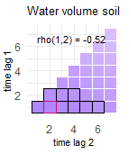 Water volume soil
rho(1,2) = -0.52
time lag 1
6
4
2
2
4
6
time lag 2